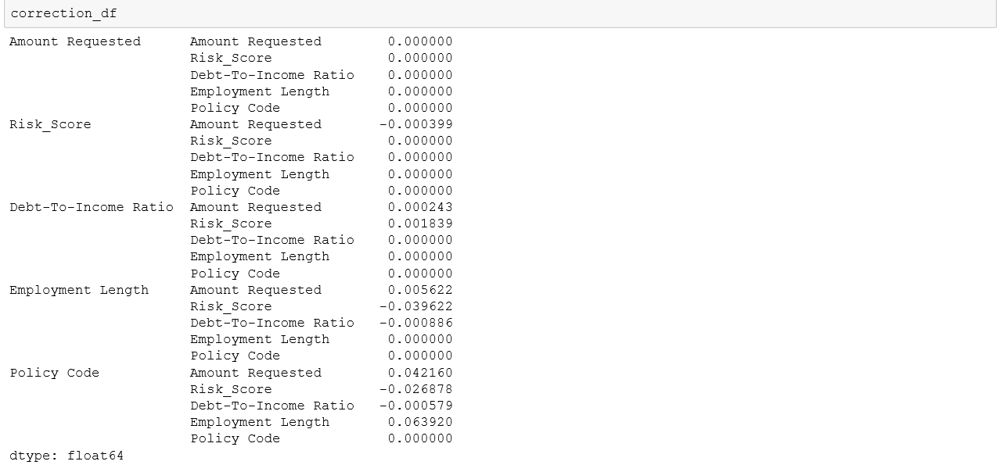 correction_df
Amount Requested Amount Requested 0.000000
Risk_Score 0.000000
Debt-To-Income Ratio 0.000000
Employment Length 0.000000
Policy Code 0.000000
Risk_Score Amount Requested -0.000399
Risk_Score 0.000000
Debt-To-Income Ratio 0.000000
Employment Length 0.000000
Policy Code 0.000000
Debt-To-Income Ratio Amount Requested 0.000243
Risk_Score 0.001839
Debt-To-Income Ratio 0.000000
Employment Length 0.000000
Policy Code 0.000000
Employment Length Amount Requested 0.005622
Risk_Score -0.039622
Debt-To-Income Ratio -0.000886
Employment Length 0.000000
Policy Code 0.000000
Policy Code Amount Requested 0.042160
Risk_Score -0.026878
Debt-To-Income Ratio -0.000579
Employment Length 0.063920
Policy Code 0.000000
dtype: float64